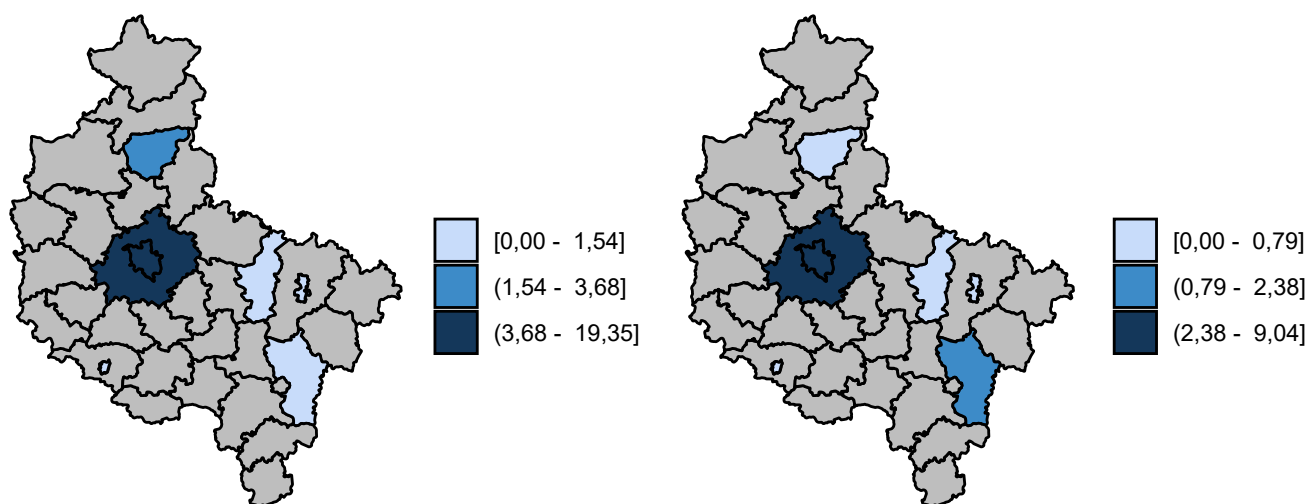 [0,00 - 1,54]
(1,54 - 3,68]
(3,68 - 19,35]
[0,00 - 0,79]
(0,79 - 2,38]
(2,38 - 9,04]